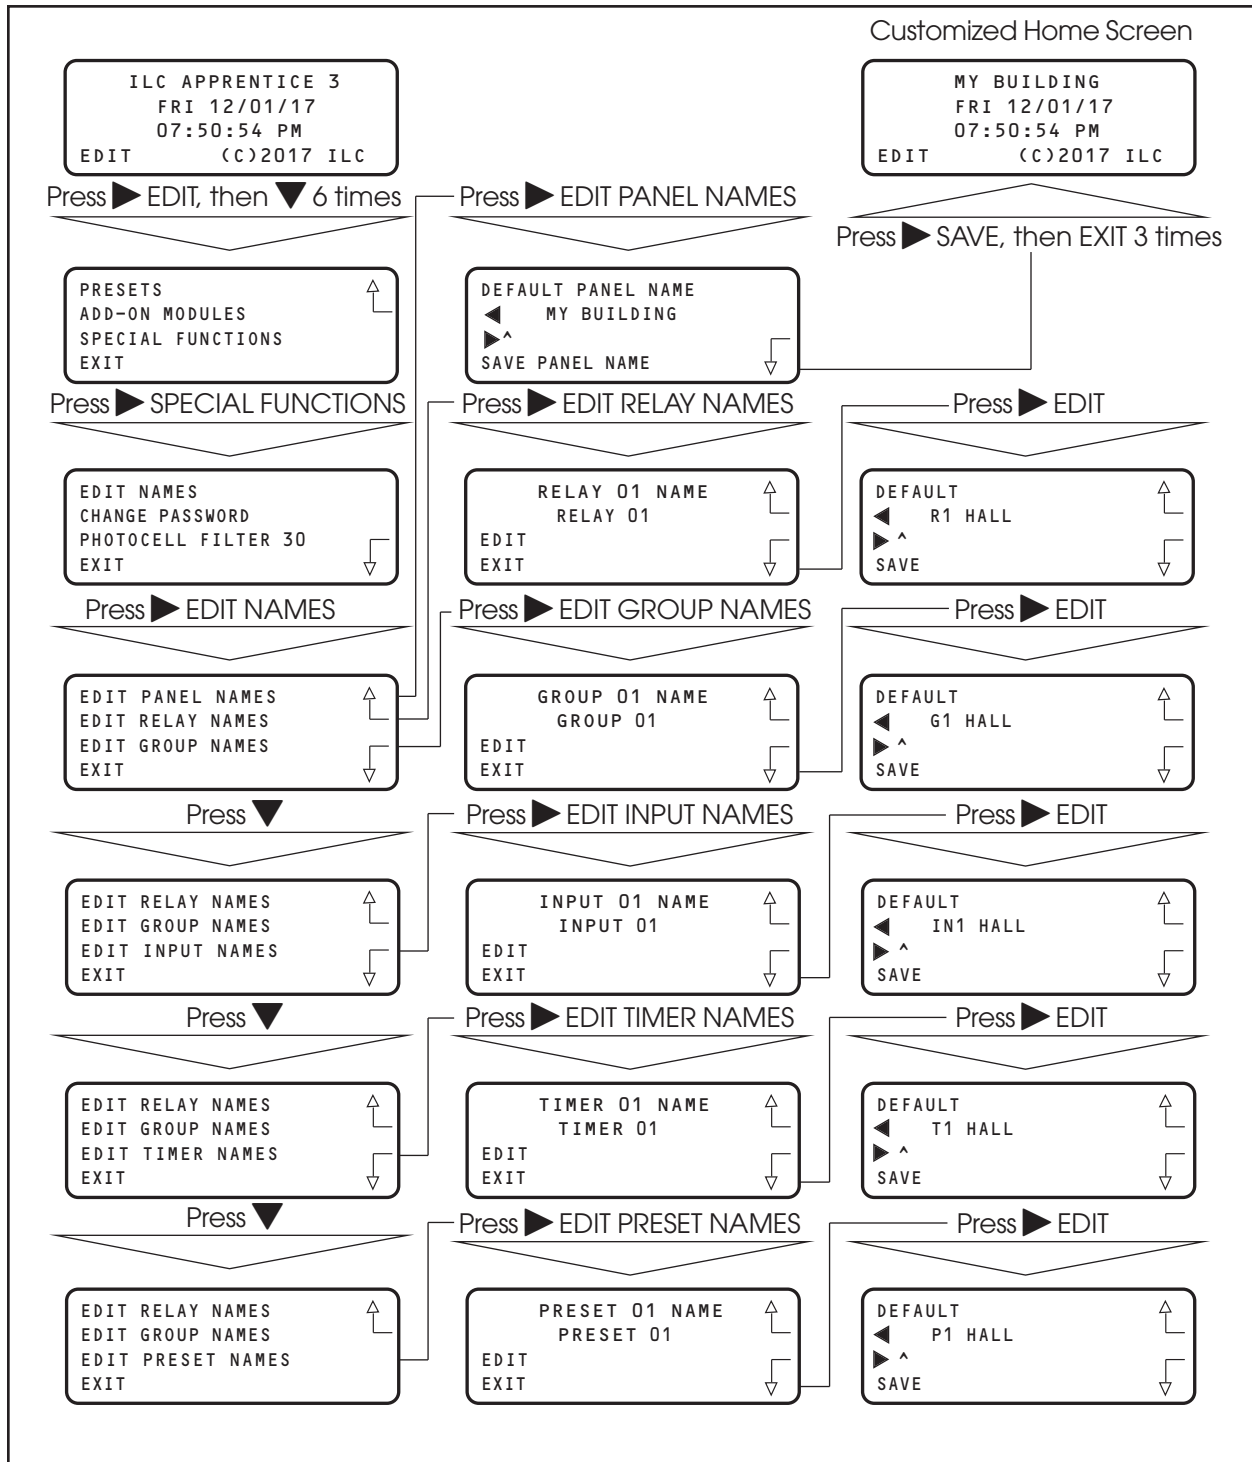 Customized Home Screen
ILC APPRENTICE 3
FRI 12/01/17
07:50:54 PM
EDIT (C)2017 ILC
MY BUILDING
FRI 12/01/17
07:50:54 PM
EDIT (C)2017 ILC
Press ▶ EDIT, then ▼ 6 times
Press ▶ EDIT PANEL NAMES
Press ▶ SAVE, then EXIT 3 times
PRESETS
ADD-ON MODULES
SPECIAL FUNCTIONS
EXIT
DEFAULT PANEL NAME
◀ MY BUILDING
▶^
SAVE PANEL NAME
Press ▶ SPECIAL FUNCTIONS
Press ▶ EDIT RELAY NAMES
Press ▶ EDIT
EDIT NAMES
CHANGE PASSWORD
PHOTOCELL FILTER 30
EXIT
RELAY 01 NAME
RELAY 01
EDIT
EXIT
DEFAULT
◀ R1 HALL
▶ ^
SAVE
Press ▶ EDIT NAMES
Press ▶ EDIT GROUP NAMES
Press ▶ EDIT
EDIT PANEL NAMES
EDIT RELAY NAMES
EDIT GROUP NAMES
EXIT
GROUP 01 NAME
GROUP 01
EDIT
EXIT
DEFAULT
◀ G1 HALL
▶ ^
SAVE
Press ▼
Press ▶ EDIT INPUT NAMES
Press ▶ EDIT
EDIT RELAY NAMES
EDIT GROUP NAMES
EDIT INPUT NAMES
EXIT
INPUT 01 NAME
INPUT 01
EDIT
EXIT
DEFAULT
◀ IN1 HALL
▶ ^
SAVE
Press ▼
Press ▶ EDIT TIMER NAMES
Press ▶ EDIT
EDIT RELAY NAMES
EDIT GROUP NAMES
EDIT TIMER NAMES
EXIT
TIMER 01 NAME
TIMER 01
EDIT
EXIT
DEFAULT
◀ T1 HALL
▶ ^
SAVE
Press ▼
Press ▶ EDIT PRESET NAMES
Press ▶ EDIT
EDIT RELAY NAMES
EDIT GROUP NAMES
EDIT PRESET NAMES
EXIT
PRESET 01 NAME
PRESET 01
EDIT
EXIT
DEFAULT
◀ P1 HALL
▶ ^
SAVE